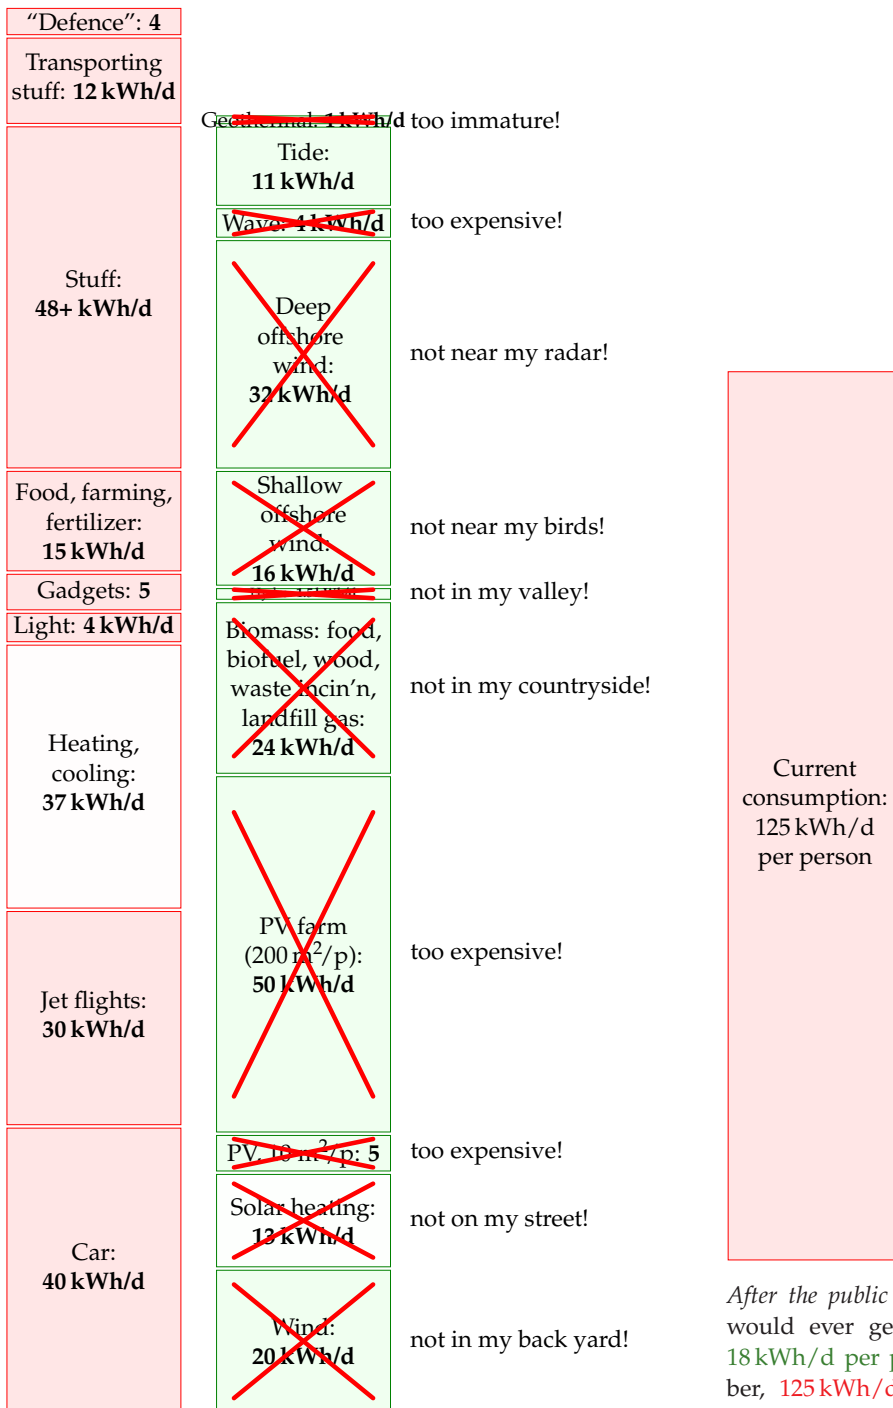 “Defence”: 4
Transporting
stuff: 12 kWh/d
Stuff:
48+ kWh/d
Food, farming,
fertilizer:
15 kWh/d
Gadgets: 5
Light: 4 kWh/d
Heating,
cooling:
37 kWh/d
Jet flights:
30 kWh/d
Car:
40 kWh/d
Geothermal: 1 kWh/d too immature!
Tide:
11 kWh/d
Wave: 4 kWh/d too expensive!
Deep
offshore
wind:
32 kWh/d
not near my radar!
Shallow
offshore
wind:
16 kWh/d
not near my birds!
not in my valley!
Biomass: food,
biofuel, wood,
waste incin’n,
landfill gas:
24 kWh/d
not in my countryside!
PV farm
(200 m²/p):
50 kWh/d
too expensive!
PV, 10 m²/p: 5 too expensive!
Solar heating:
13 kWh/d
not on my street!
Wind:
20 kWh/d
not in my back yard!
Current
consumption:
125 kWh/d
per person
After the public
would ever ge
18 kWh/d per p
ber, 125 kWh/d